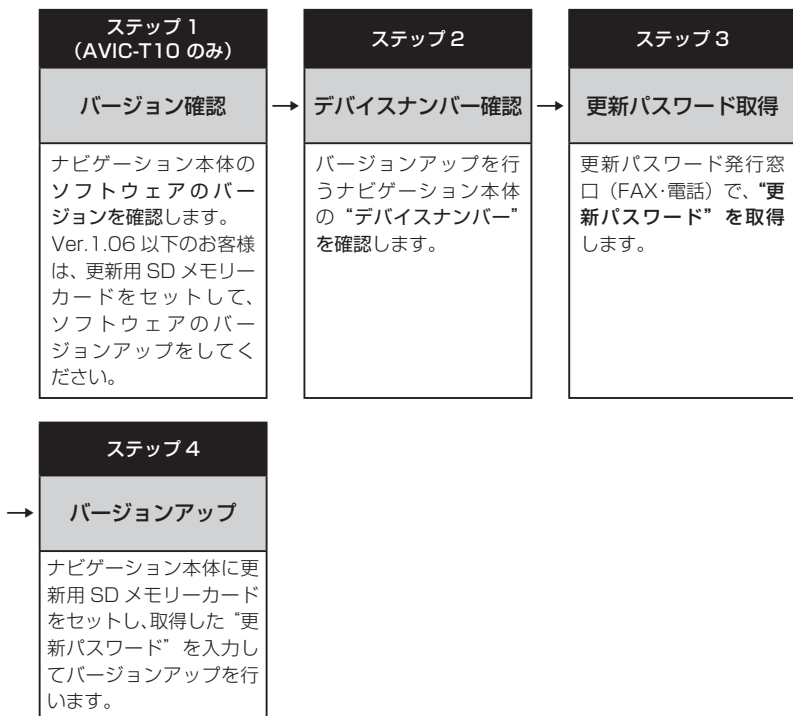 ステップ 1
（AVIC-T10 のみ）
バージョン確認
ナビゲーション本体の
ソフトウェアのバー
ジョンを確認します。
Ver.1.06 以下のお客様
は、更新用 SD メモリー
カードをセットして、
ソフトウェアのバー
ジョンアップをしてく
ださい。
→
ステップ 2
デバイスナンバー確認
バージョンアップを行
うナビゲーション本体
の“デバイスナンバー”
を確認します。
→
ステップ 3
更新パスワード取得
更新パスワード発行窓
口（FAX･電話）で、“更
新パスワード”を取得
します。
→
ステップ 4
バージョンアップ
ナビゲーション本体に更
新用 SD メモリーカード
をセットし、取得した“更
新パスワード”を入力し
てバージョンアップを行
います。